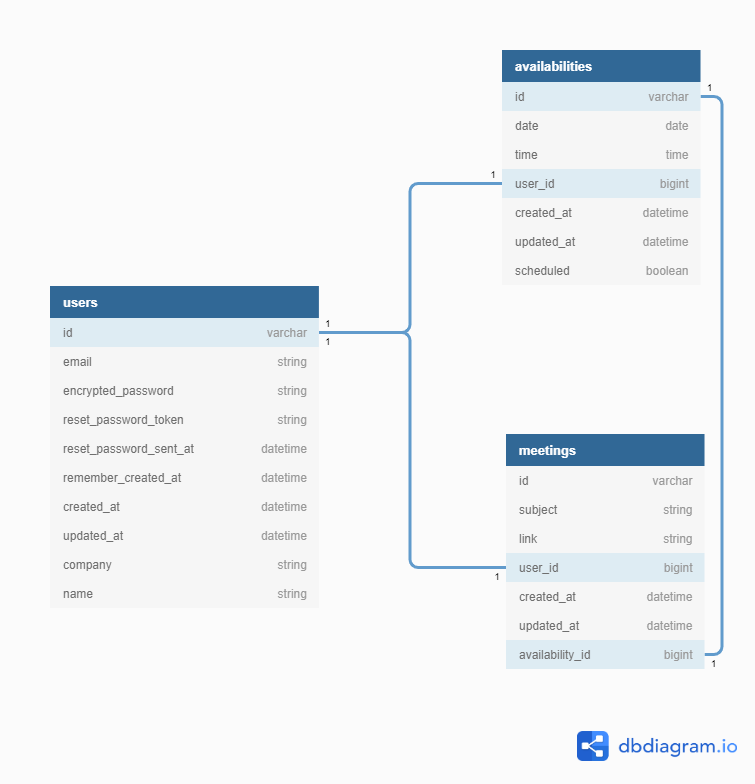 availabilities
id varchar
date date
time time
user_id bigint
created_at datetime
updated_at datetime
scheduled boolean
1
1
users
id varchar
email string
encrypted_password string
reset_password_token string
reset_password_sent_at datetime
remember_created_at datetime
created_at datetime
updated_at datetime
company string
name string
1
1
meetings
id varchar
subject string
link string
user_id bigint
created_at datetime
updated_at datetime
availability_id bigint
1
1
dbdiagram.io